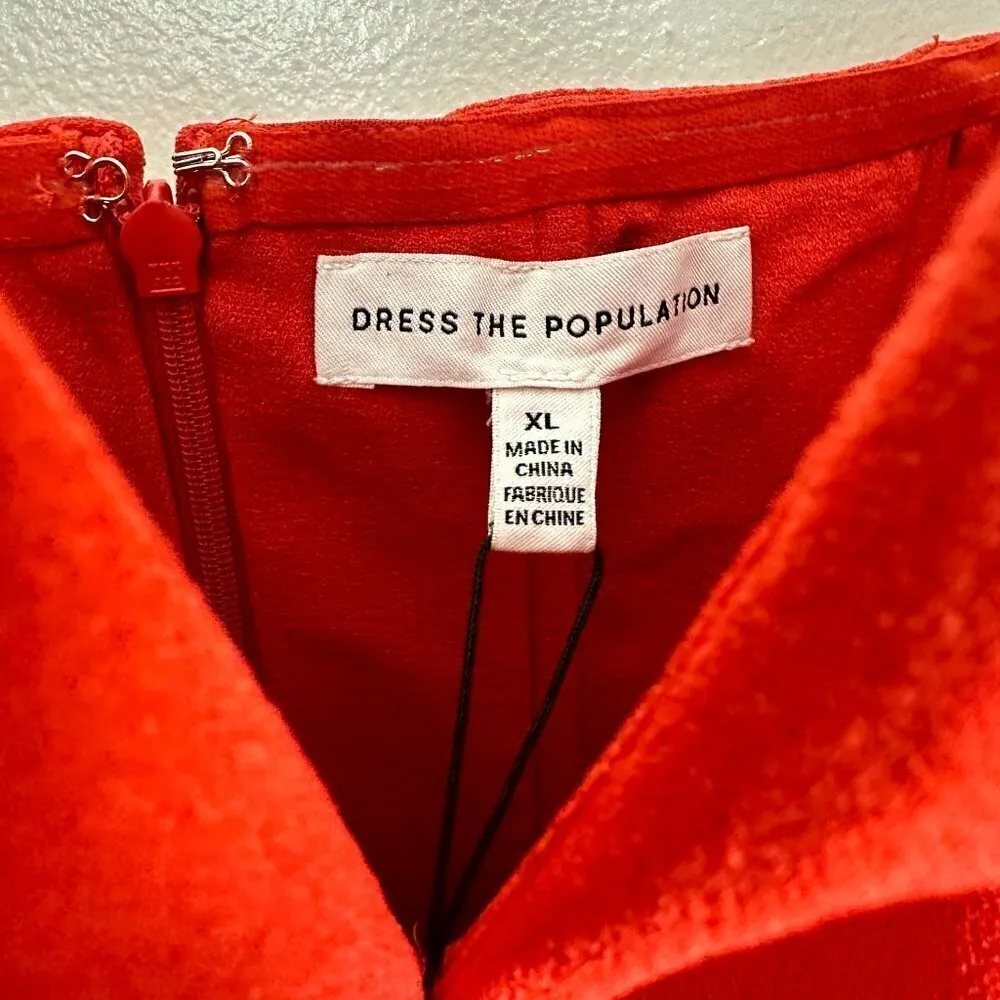 DRESS THE POPULATION
XL
MADE IN
CHINA
FABRIQUE
EN CHINE